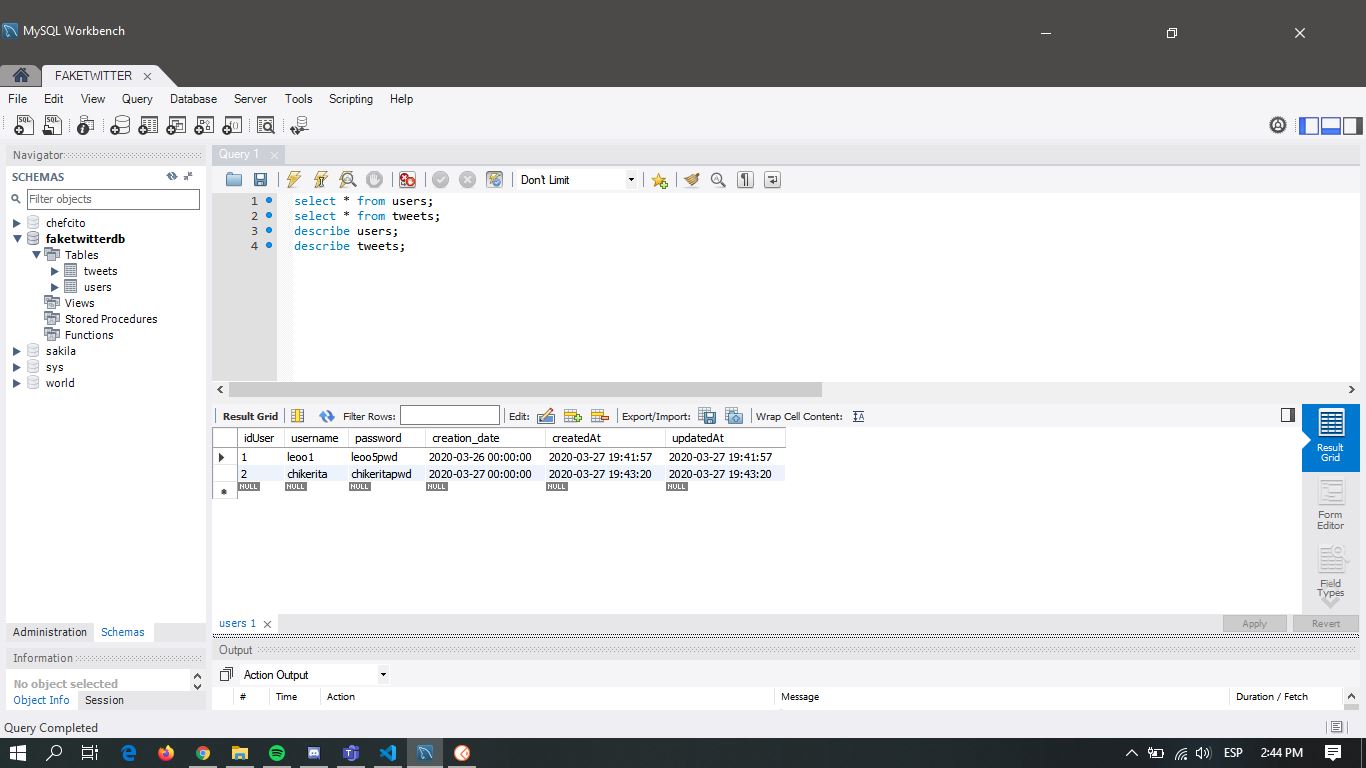 MySQL Workbench
FAKETWITTER
File Edit View Query Database Server Tools Scripting Help
Navigator
SCHEMAS
Filter objects
chefcito
faketwitterdb
Tables
tweets
users
Views
Stored Procedures
Functions
sakila
sys
world
Administration Schemas
Information
No object selected
Object Info Session
Query 1
Don't Limit
1 select * from users;
2 select * from tweets;
3 describe users;
4 describe tweets;
Result Grid Filter Rows: Edit: Export/Import: Wrap Cell Content:
idUser username password creation_date createdAt updatedAt
1 leoo1 leoo5pwd 2020-03-26 00:00:00 2020-03-27 19:41:57 2020-03-27 19:41:57
2 chikerita chikeritapwd 2020-03-27 00:00:00 2020-03-27 19:43:20 2020-03-27 19:43:20
NULL NULL NULL NULL NULL NULL
Result
Grid
Form
Editor
Field
Types
users 1
Apply Revert
Output
Action Output
# Time Action Message Duration / Fetch
Query Completed
ESP 2:44 PM